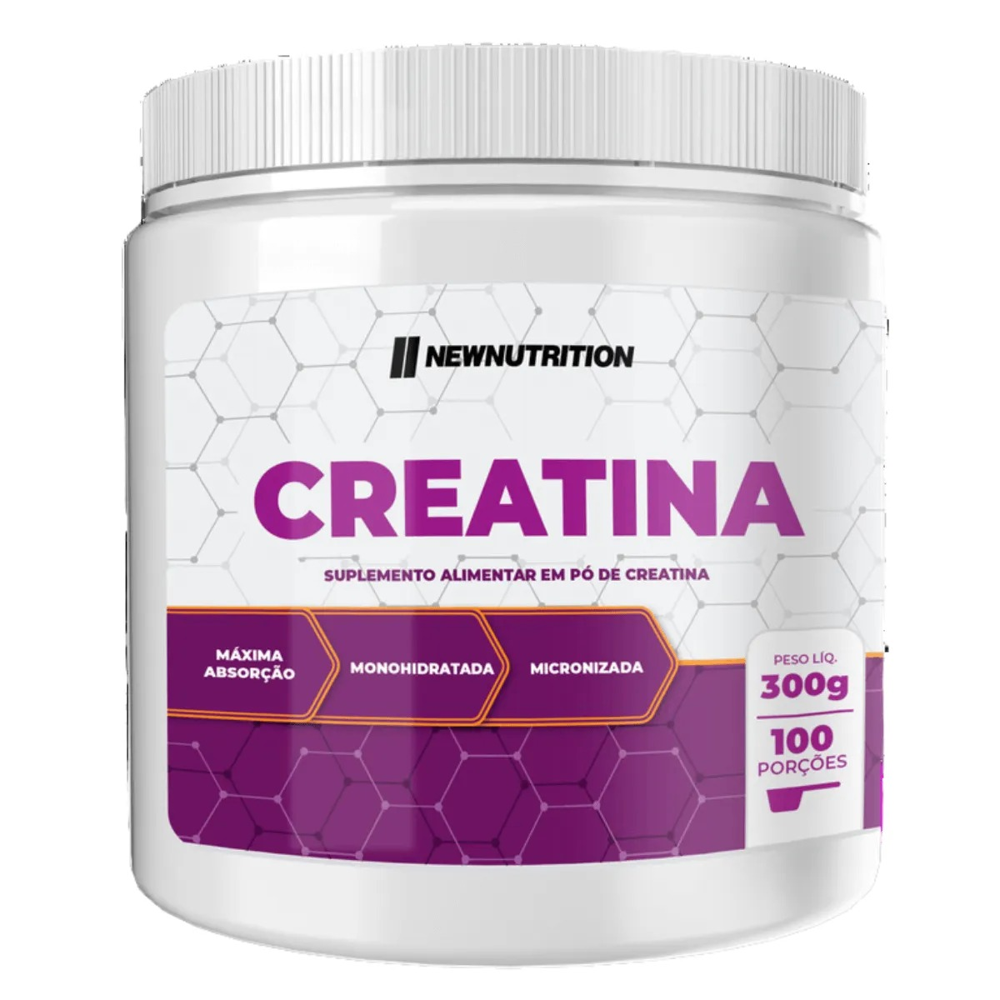 NEWNUTRITION
CREATINA
SUPLEMENTO ALIMENTAR EM PÓ DE CREATINA
MÁXIMA
ABSORÇÃO
MONOHIDRATADA
MICRONIZADA
PESO LÍQ.
300g
100
PORÇÕES